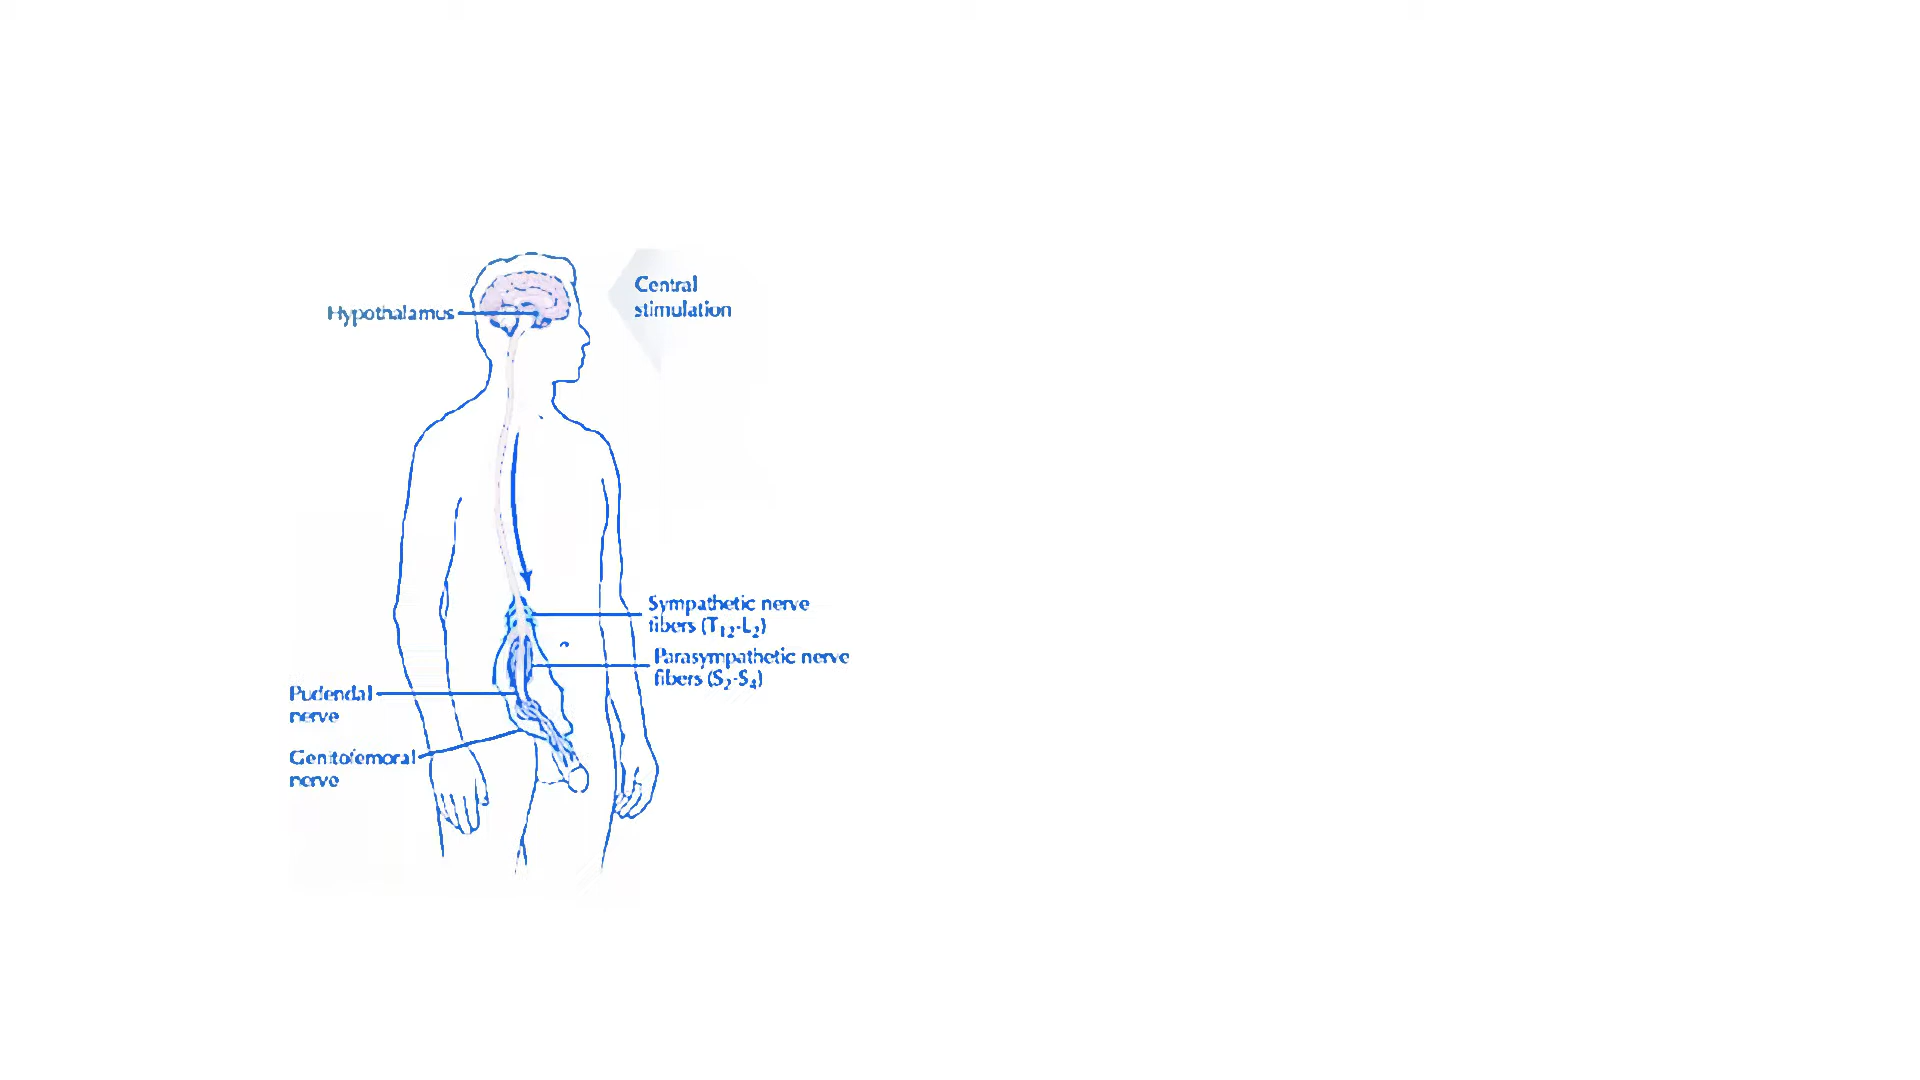 Central
stimulation
Hypothalamus
Sympathetic nerve
fibers (T12-L2)
Parasympathetic nerve
fibers (S2-S4)
Pudendal
nerve
Genitofemoral
nerve